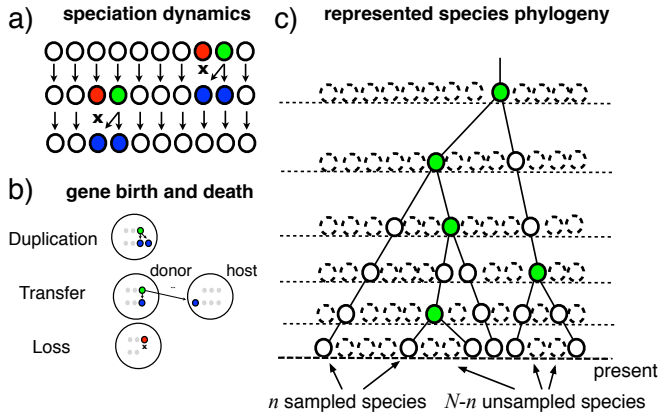 a) speciation dynamics
x
x
b) gene birth and death
Duplication
donor host
Transfer
x
Loss
c) represented species phylogeny
present
n sampled species N-n unsampled species